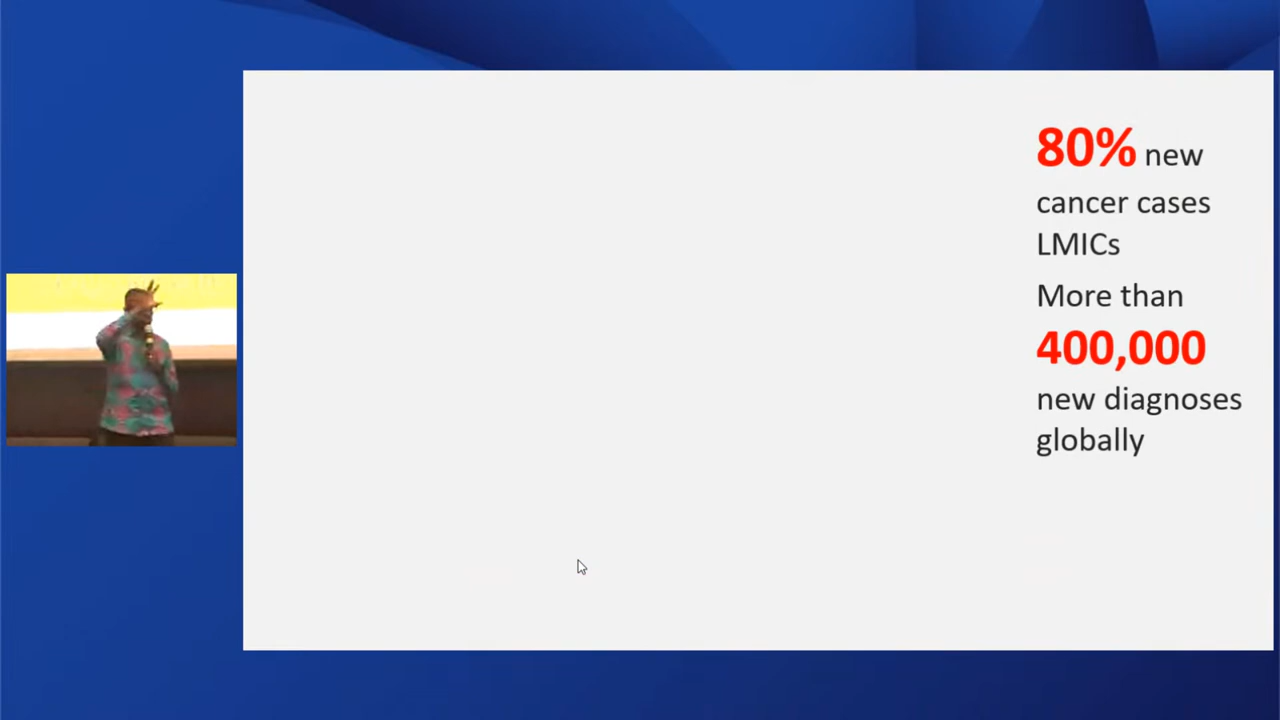 80% new
cancer cases
LMICs
More than
400,000
new diagnoses
globally